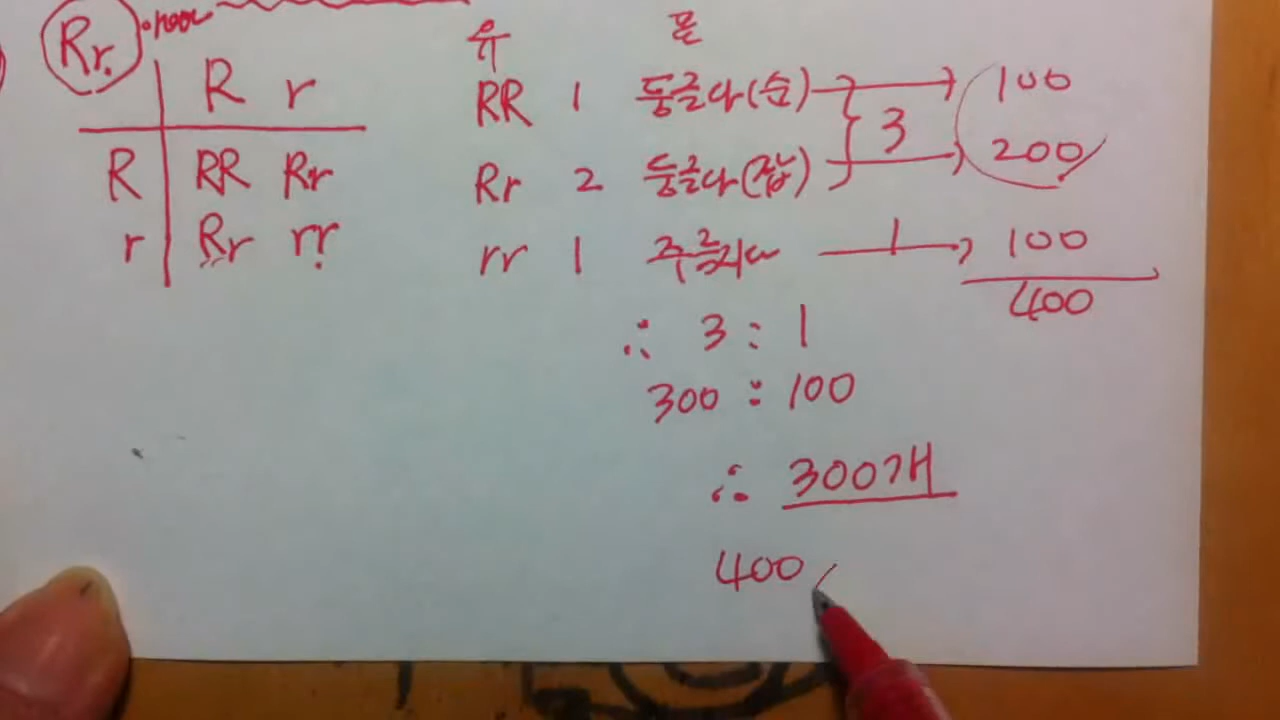 Rr.
유 표
R r
RR 1 둥글다(순) 100
3
R RR Rr
Rr 2 둥글다(잡) 200
r Rr rr
rr 1 주름지다 1 100
400
∴ 3 : 1
300 : 100
∴ 300개
400